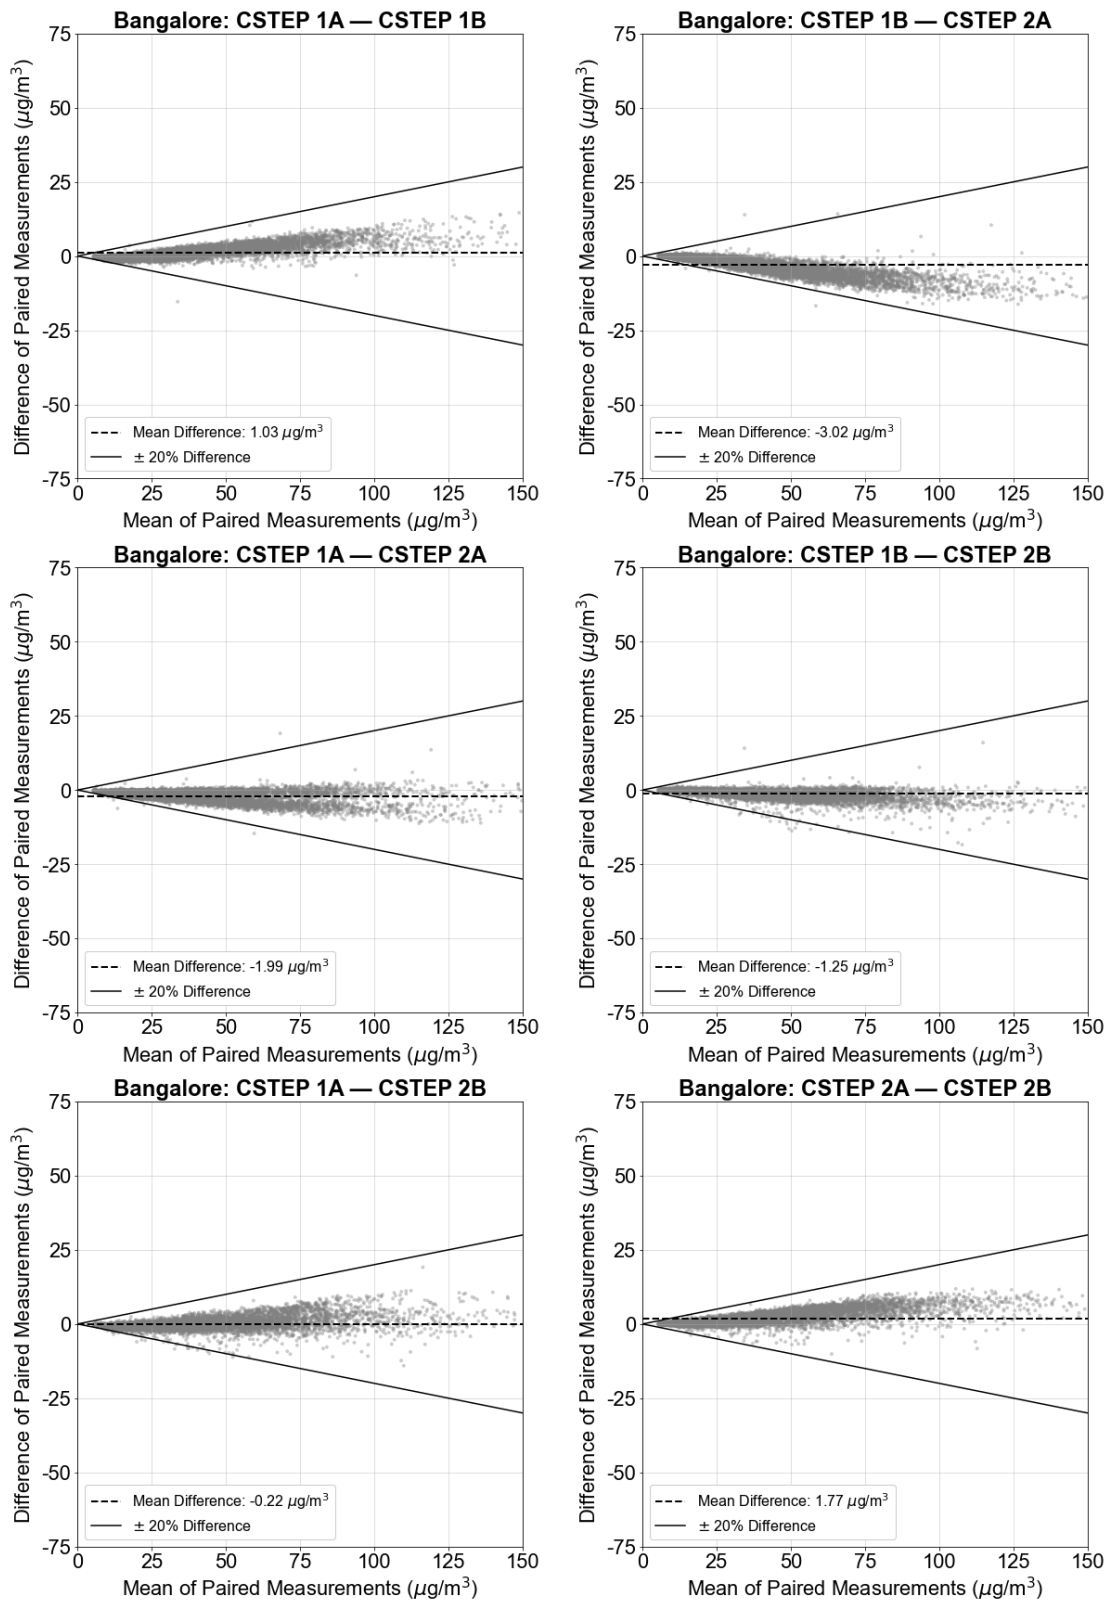 Bangalore: CSTEP 1A — CSTEP 1B
75
50
25
0
-25
-50
-75
Difference of Paired Measurements (μg/m³)
Mean Difference: 1.03 μg/m³
± 20% Difference
0 25 50 75 100 125 150
Mean of Paired Measurements (μg/m³)
Bangalore: CSTEP 1B — CSTEP 2A
75
50
25
0
-25
-50
-75
Difference of Paired Measurements (μg/m³)
Mean Difference: -3.02 μg/m³
± 20% Difference
0 25 50 75 100 125 150
Mean of Paired Measurements (μg/m³)
Bangalore: CSTEP 1A — CSTEP 2A
75
50
25
0
-25
-50
-75
Difference of Paired Measurements (μg/m³)
Mean Difference: -1.99 μg/m³
± 20% Difference
0 25 50 75 100 125 150
Mean of Paired Measurements (μg/m³)
Bangalore: CSTEP 1B — CSTEP 2B
75
50
25
0
-25
-50
-75
Difference of Paired Measurements (μg/m³)
Mean Difference: -1.25 μg/m³
± 20% Difference
0 25 50 75 100 125 150
Mean of Paired Measurements (μg/m³)
Bangalore: CSTEP 1A — CSTEP 2B
75
50
25
0
-25
-50
-75
Difference of Paired Measurements (μg/m³)
Mean Difference: -0.22 μg/m³
± 20% Difference
0 25 50 75 100 125 150
Mean of Paired Measurements (μg/m³)
Bangalore: CSTEP 2A — CSTEP 2B
75
50
25
0
-25
-50
-75
Difference of Paired Measurements (μg/m³)
Mean Difference: 1.77 μg/m³
± 20% Difference
0 25 50 75 100 125 150
Mean of Paired Measurements (μg/m³)